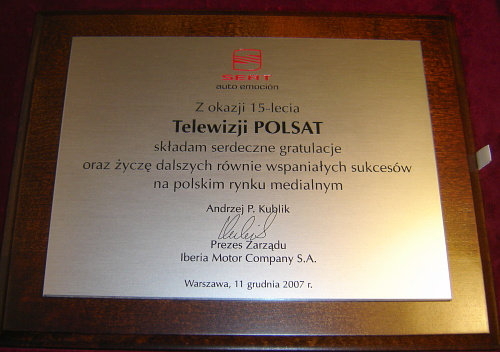 SEAT
auto emoción
Z okazji 15-lecia
Telewizji POLSAT
składam serdeczne gratulacje
oraz życzę dalszych równie wspaniałych sukcesów
na polskim rynku medialnym
Andrzej P. Kublik
Prezes Zarządu
Iberia Motor Company S.A.
Warszawa, 11 grudnia 2007 r.